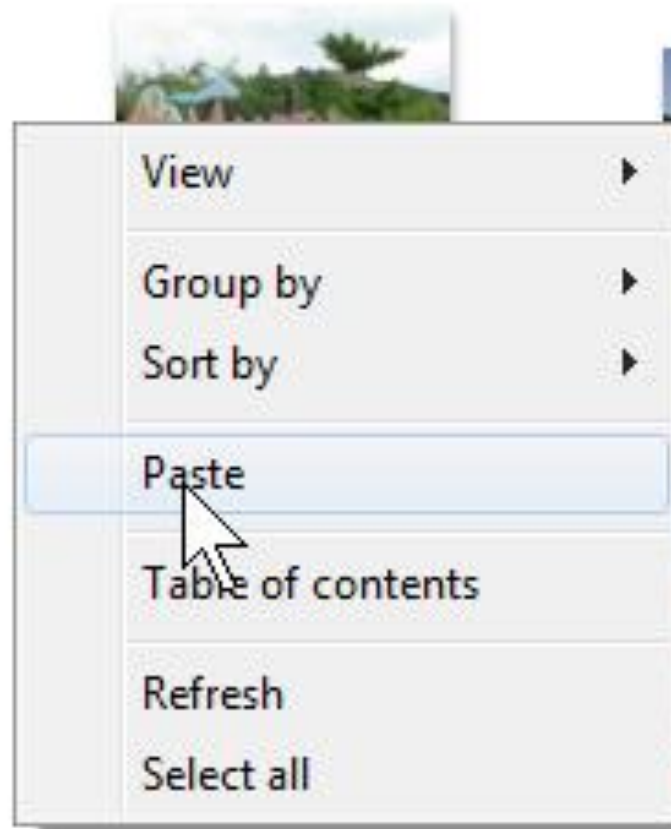 View
Group by
Sort by
Paste
Table of contents
Refresh
Select all